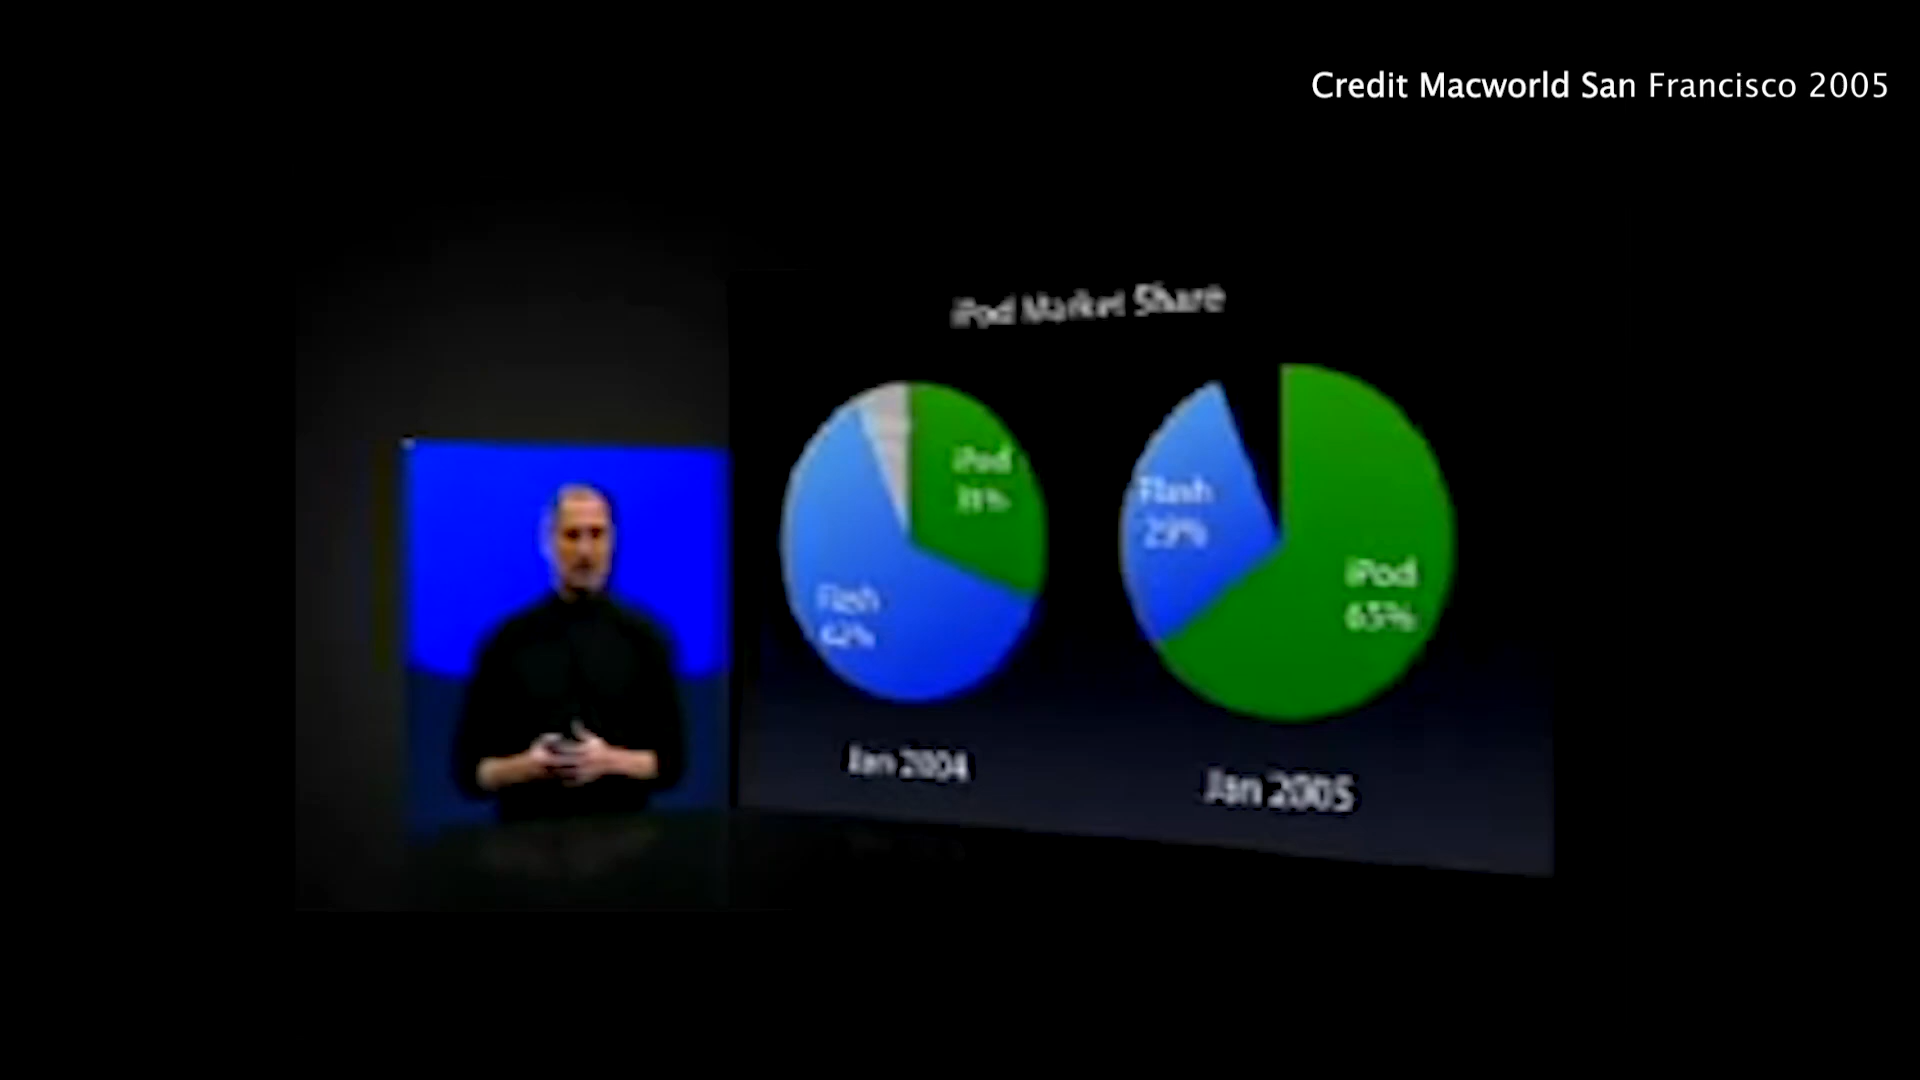 Credit Macworld San Francisco 2005
iPod Market Share
iPod
31%
Flash
62%
Flash
29%
iPod
65%
Jan 2004
Jan 2005